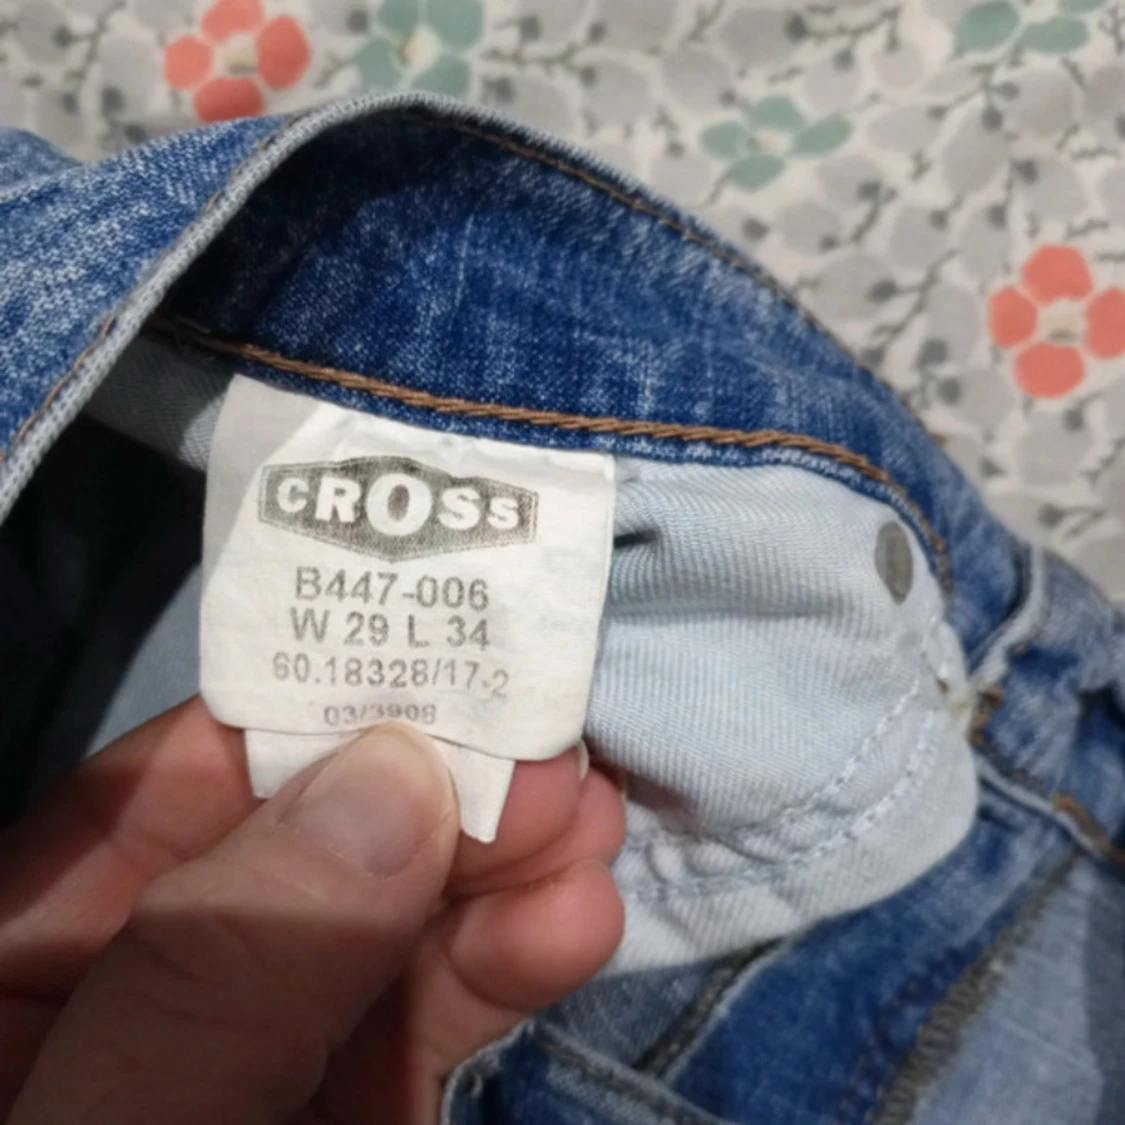 CROSS
B447-006
W 29 L 34
60.18328/17-2
03/3908